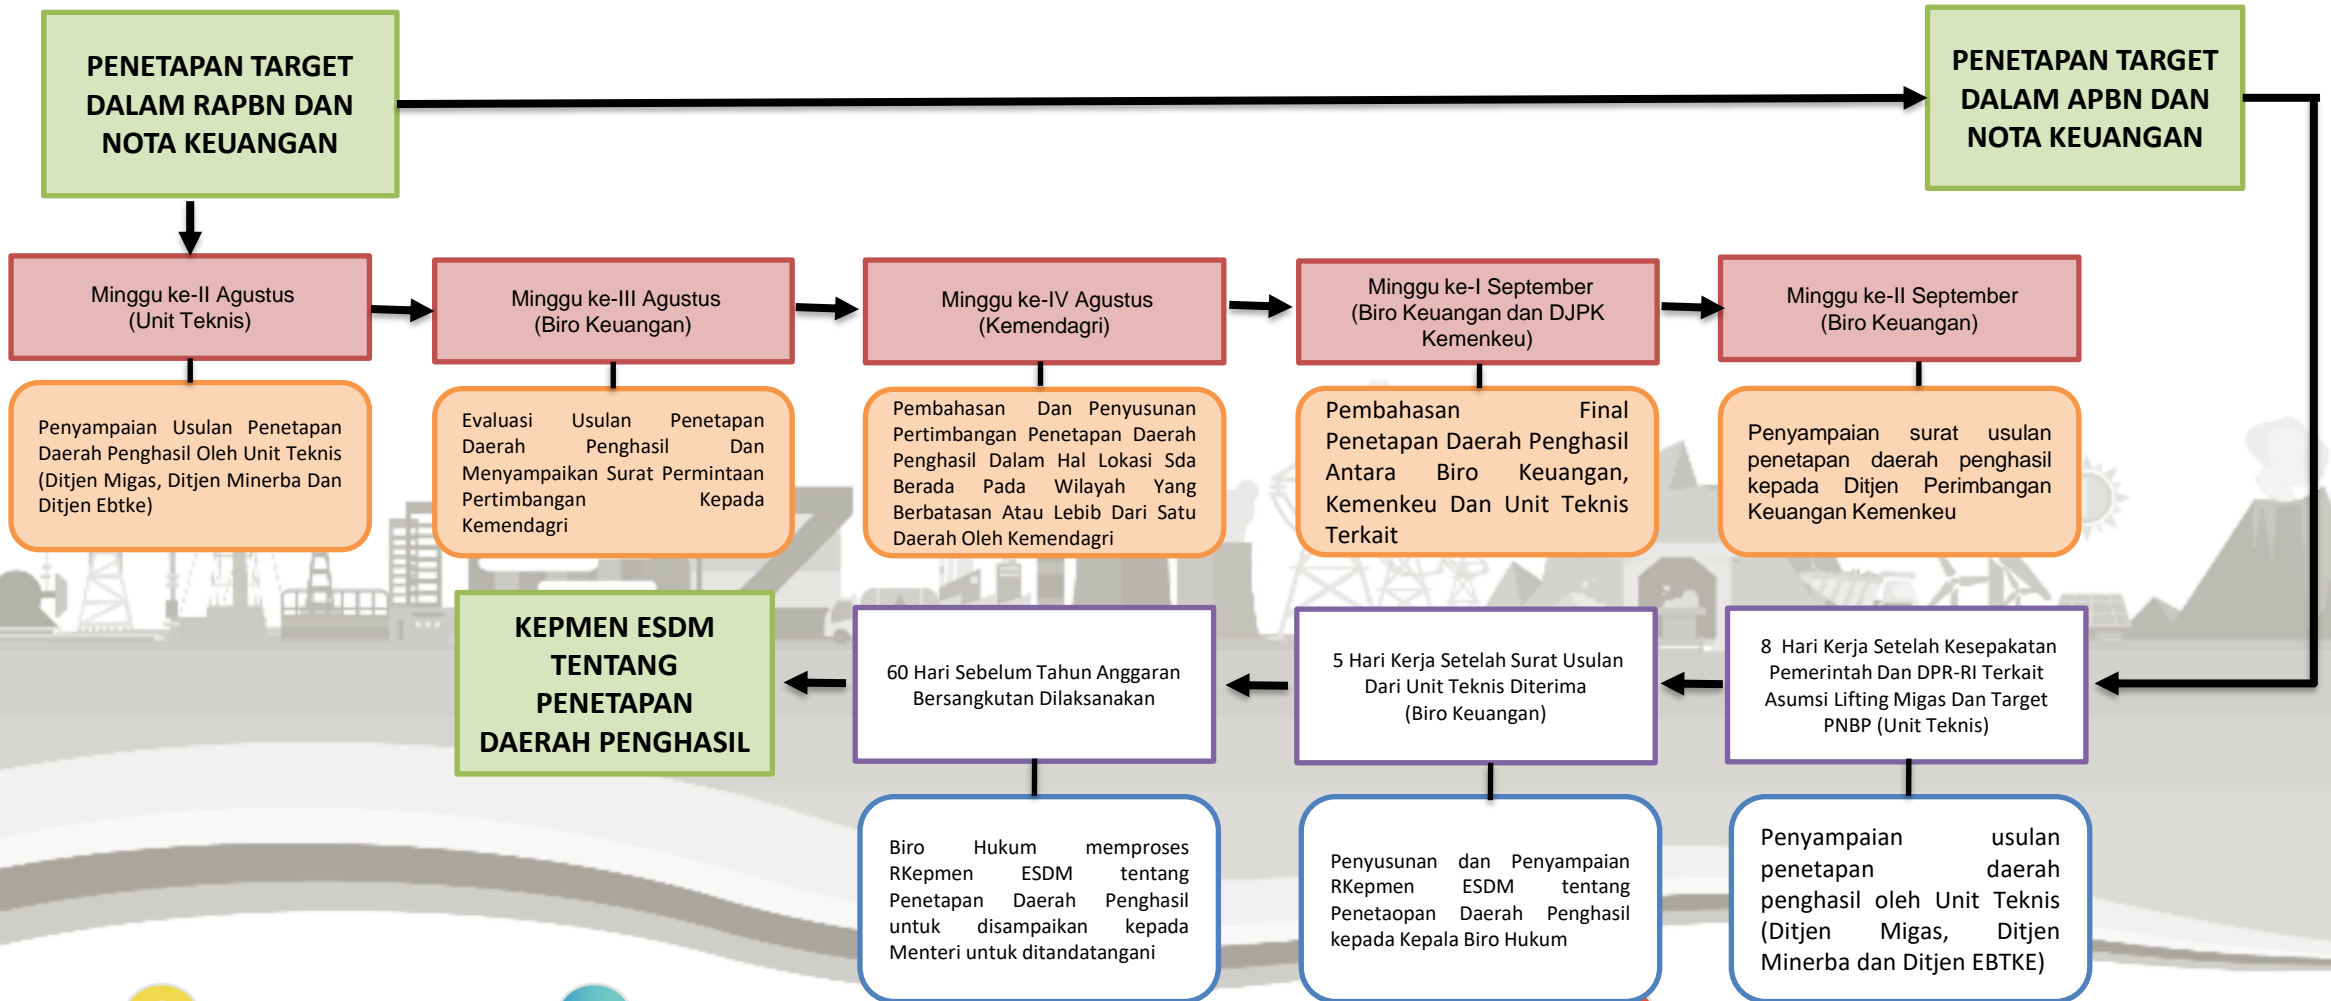 PENETAPAN TARGET
DALAM RAPBN DAN
NOTA KEUANGAN
PENETAPAN TARGET
DALAM APBN DAN
NOTA KEUANGAN
Minggu ke-II Agustus
(Unit Teknis)
Minggu ke-III Agustus
(Biro Keuangan)
Minggu ke-IV Agustus
(Kemendagri)
Minggu ke-I September
(Biro Keuangan dan DJPK
Kemenkeu)
Minggu ke-II September
(Biro Keuangan)
Penyampaian Usulan Penetapan
Daerah Penghasil Oleh Unit Teknis
(Ditjen Migas, Ditjen Minerba Dan
Ditjen Ebtke)
Evaluasi Usulan Penetapan
Daerah Penghasil Dan
Menyampaikan Surat Permintaan
Pertimbangan Kepada
Kemendagri
Pembahasan Dan Penyusunan
Pertimbangan Penetapan Daerah
Penghasil Dalam Hal Lokasi Sda
Berada Pada Wilayah Yang
Berbatasan Atau Lebib Dari Satu
Daerah Oleh Kemendagri
Pembahasan Final
Penetapan Daerah Penghasil
Antara Biro Keuangan,
Kemenkeu Dan Unit Teknis
Terkait
Penyampaian surat usulan
penetapan daerah penghasil
kepada Ditjen Perimbangan
Keuangan Kemenkeu
KEPMEN ESDM
TENTANG
PENETAPAN
DAERAH PENGHASIL
60 Hari Sebelum Tahun Anggaran
Bersangkutan Dilaksanakan
5 Hari Kerja Setelah Surat Usulan
Dari Unit Teknis Diterima
(Biro Keuangan)
8 Hari Kerja Setelah Kesepakatan
Pemerintah Dan DPR-RI Terkait
Asumsi Lifting Migas Dan Target
PNBP (Unit Teknis)
Biro Hukum memproses
RKepmen ESDM tentang
Penetapan Daerah Penghasil
untuk disampaikan kepada
Menteri untuk ditandatangani
Penyusunan dan Penyampaian
RKepmen ESDM tentang
Penetaopan Daerah Penghasil
kepada Kepala Biro Hukum
Penyampaian usulan
penetapan daerah
penghasil oleh Unit Teknis
(Ditjen Migas, Ditjen
Minerba dan Ditjen EBTKE)